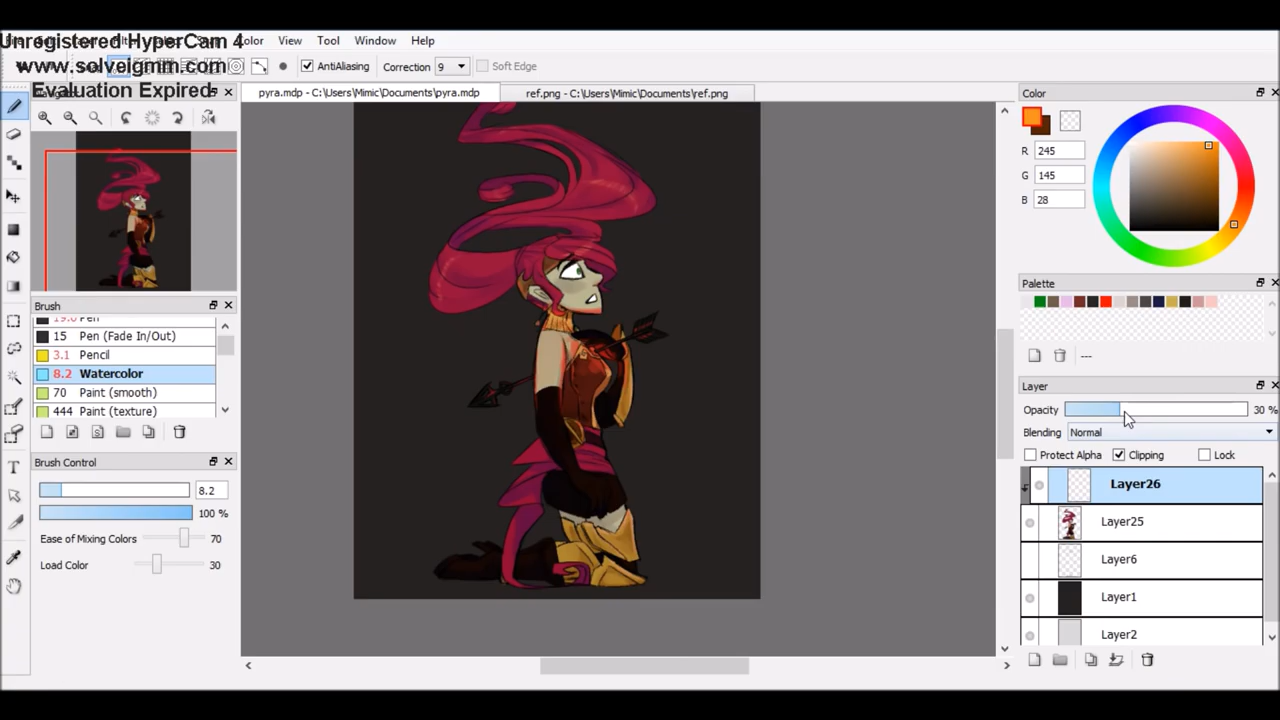 Unregistered HyperCam 4
www.solveigmm.com
Evaluation Expired.
Color View Tool Window Help
AntiAliasing Correction 9 Soft Edge
pyra.mdp - C:\Users\Mimic\Documents\pyra.mdp
ref.png - C:\Users\Mimic\Documents\ref.png
Color
R 245
G 145
B 28
Palette
---
Brush
15 Pen (Fade In/Out)
3.1 Pencil
8.2 Watercolor
70 Paint (smooth)
444 Paint (texture)
Brush Control
8.2
100 %
Ease of Mixing Colors 70
Load Color 30
Layer
Opacity 30 %
Blending Normal
Protect Alpha Clipping Lock
Layer26
Layer25
Layer6
Layer1
Layer2
T